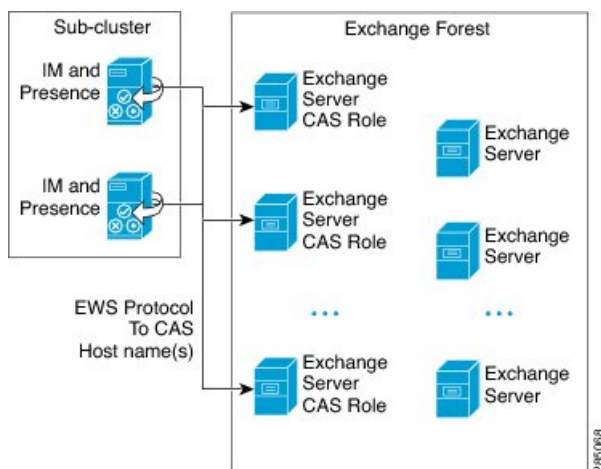 Sub-cluster
IM and
Presence
IM and
Presence
EWS Protocol
To CAS
Host name(s)
Exchange Forest
Exchange
Server
CAS Role
Exchange
Server
Exchange
Server
CAS Role
Exchange
Server
...
...
Exchange
Server
CAS Role
Exchange
Server
285068